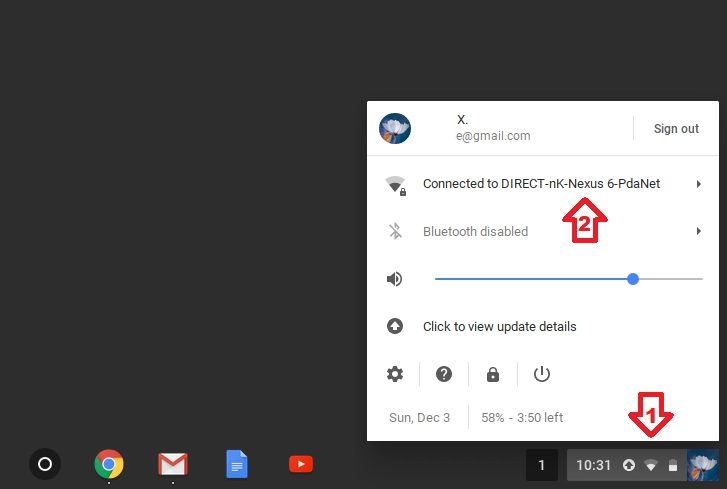 X.
e@gmail.com
Sign out
Connected to DIRECT-nK-Nexus 6-PdaNet
2
Bluetooth disabled
Click to view update details
Sun, Dec 3
58% - 3:50 left
1
1
10:31